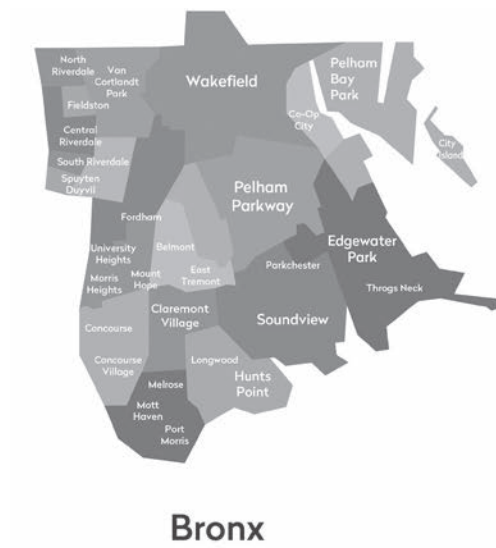 North
Riverdale
Van
Cortlandt
Park
Wakefield
Pelham
Bay
Park
Fieldston
Co-Op
City
Central
Riverdale
City
Island
South Riverdale
Spuyten
Duyvil
Pelham
Parkway
Fordham
University
Heights
Belmont
Edgewater
Park
Morris
Heights
Mount
Hope
East
Tremont
Parkchester
Throgs Neck
Claremont
Village
Soundview
Concourse
Concourse
Village
Longwood
Hunts
Point
Melrose
Mott
Haven
Port
Morris
Bronx